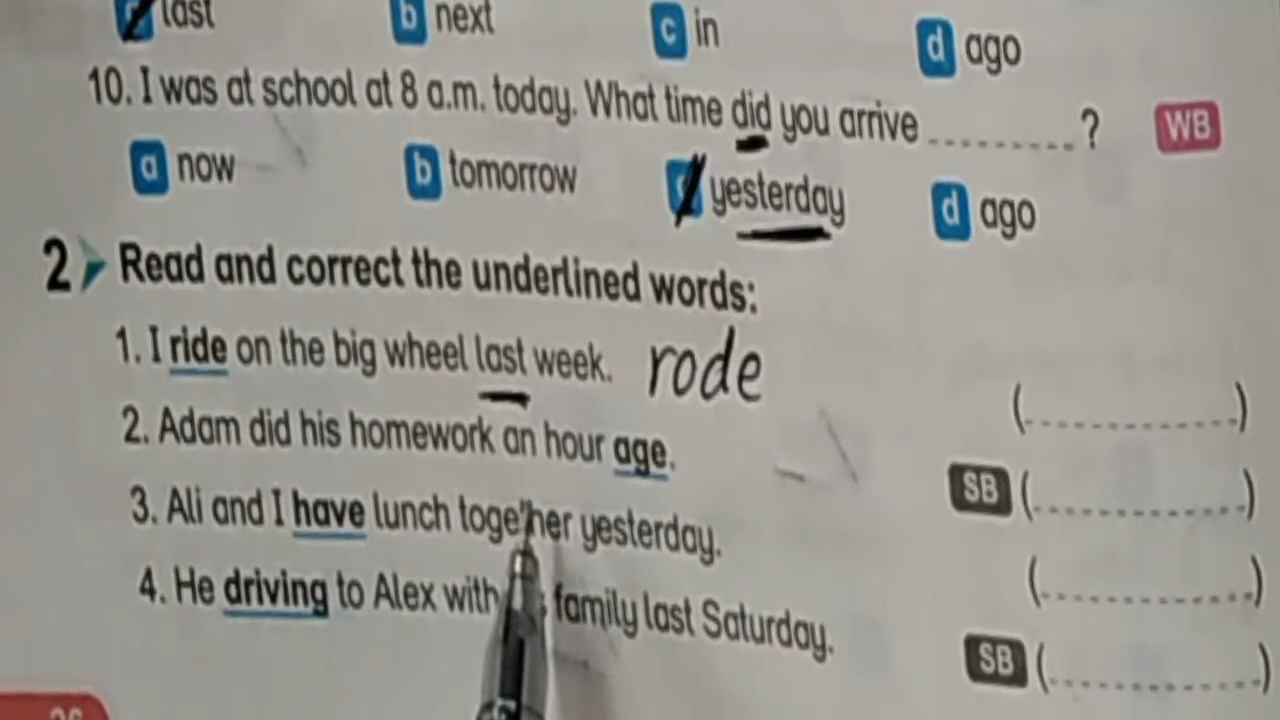 last b next c in d ago
10. I was at school at 8 a.m. today. What time did you arrive ..........? WB
a now b tomorrow yesterday d ago
2 Read and correct the underlined words:
1. I ride on the big wheel last week. rode (..............)
2. Adam did his homework an hour age. SB (..............)
3. Ali and I have lunch together yesterday. (..............)
4. He driving to Alex with family last Saturday. SB (..............)